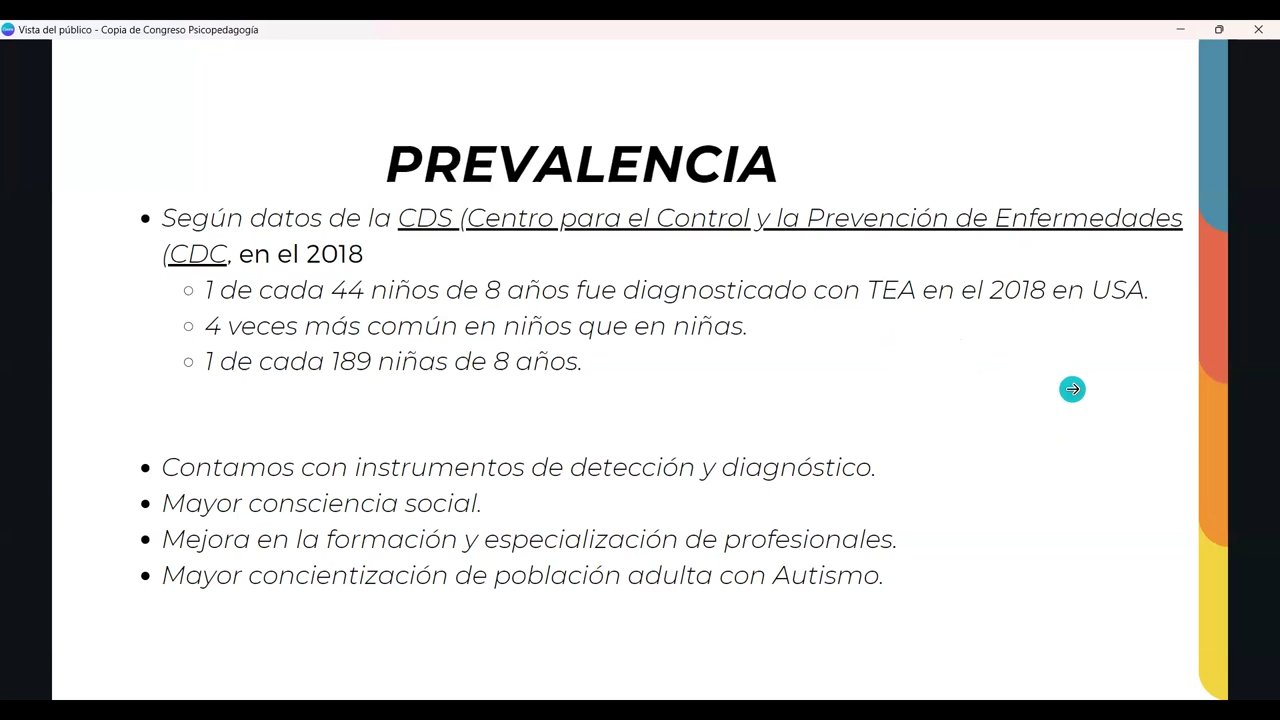 Vista del público - Copia de Congreso Psicopedagogía
PREVALENCIA
Según datos de la CDS (Centro para el Control y la Prevención de Enfermedades
(CDC, en el 2018
1 de cada 44 niños de 8 años fue diagnosticado con TEA en el 2018 en USA.
4 veces más común en niños que en niñas.
1 de cada 189 niñas de 8 años.
Contamos con instrumentos de detección y diagnóstico.
Mayor consciencia social.
Mejora en la formación y especialización de profesionales.
Mayor concientización de población adulta con Autismo.